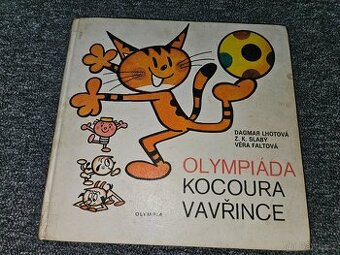 DAGMAR LHOTOVÁ
Z. K. SLABÝ
VĚRA FALTOVÁ
OLYMPIÁDA
KOCOURA
VAVŘINCE
OLYMPIA